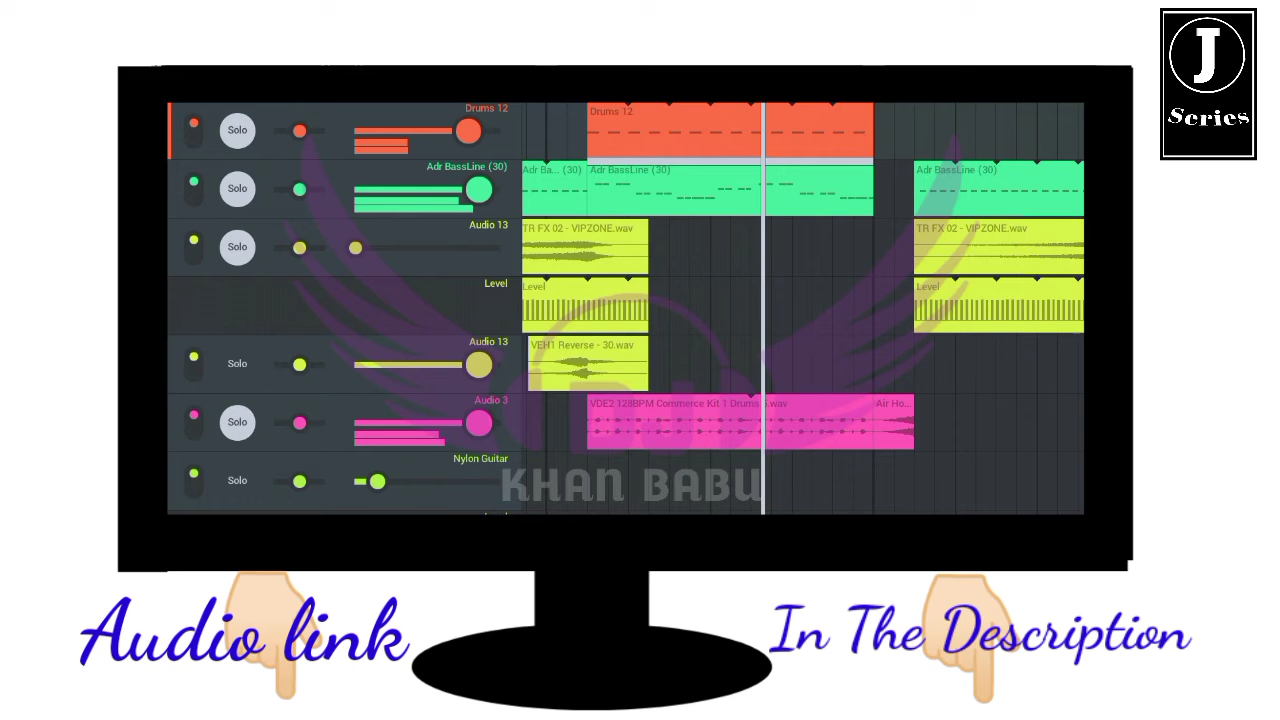 J
Series
Drums 12
Solo
Drums 12
Adr BassLine (30)
Solo
Adr Ba... (30)
Adr BassLine (30)
Adr BassLine (30)
Audio 13
Solo
TR FX 02 - VIPZONE.wav
TR FX 02 - VIPZONE.wav
Level
Level
Level
Audio 13
Solo
VEH1 Reverse - 30.wav
Audio 3
Solo
VDE2 128BPM Commerce Kit 1 Drums
.wav
Air Ho...
DJ
Nylon Guitar
Solo
KHAN BABU
Audio link
In The Description